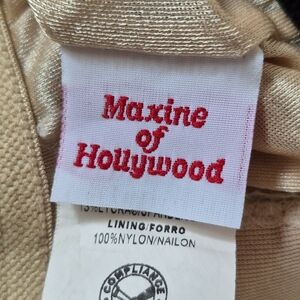 Maxine
of
Hollywood
LINING/FORRO
100%NYLON/NAILON
COMPLIANCE